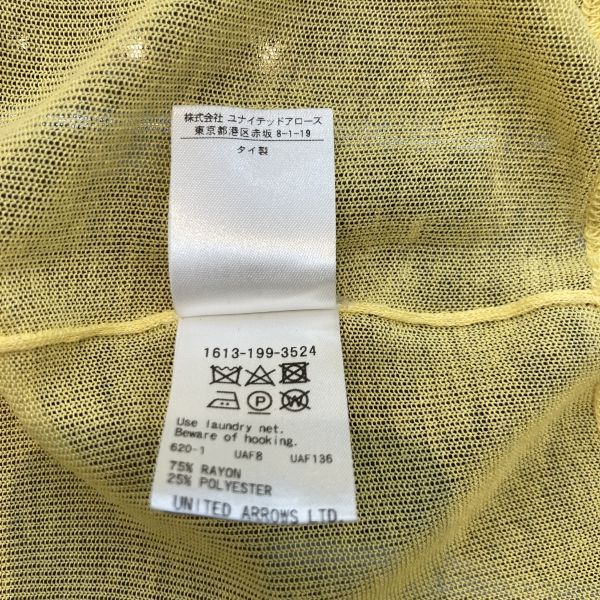 株式会社 ユナイテッドアローズ
東京都港区赤坂 8-1-19
タイ製
1613-199-3524
P W
Use laundry net.
Beware of hooking.
620-1 UAF8 UAF136
75% RAYON
25% POLYESTER
UNITED ARROWS LTD.